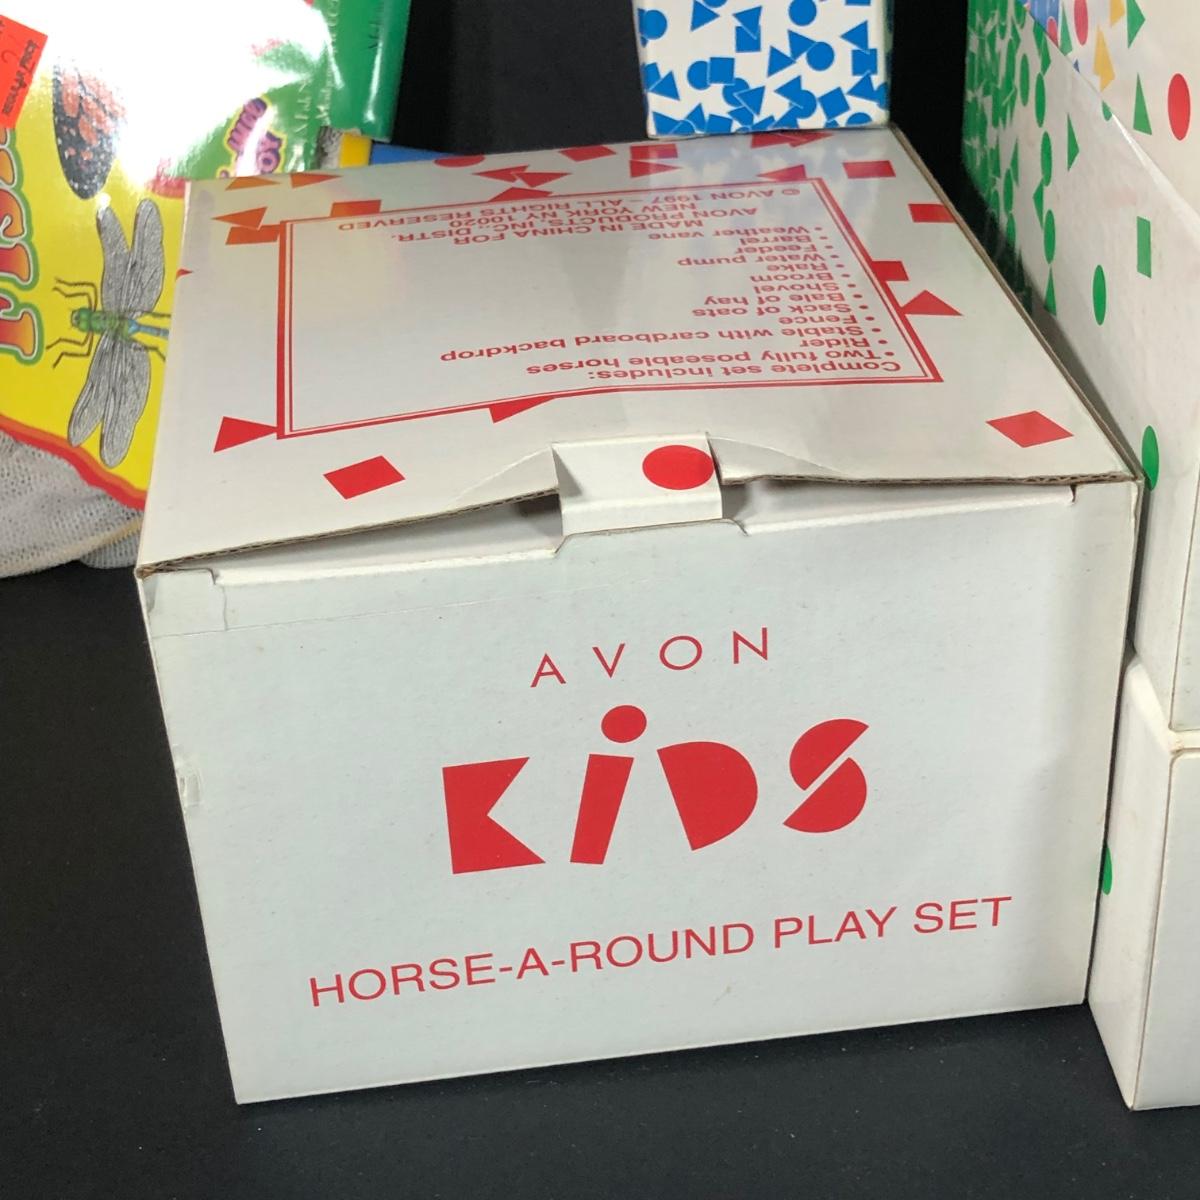 Complete set includes:
• Two fully poseable horses
• Rider
• Stable with cardboard backdrop
• Fence
• Sack of oats
• Bale of hay
• Shovel
• Broom
• Rake
• Water pump
• Feeder
• Barrel
• Weather vane
MADE IN CHINA FOR
AVON PRODUCTS, INC., DISTR.
NEW YORK NY 10020
© AVON 1997 – ALL RIGHTS RESERVED
AVON
KiDS
HORSE-A-ROUND PLAY SET